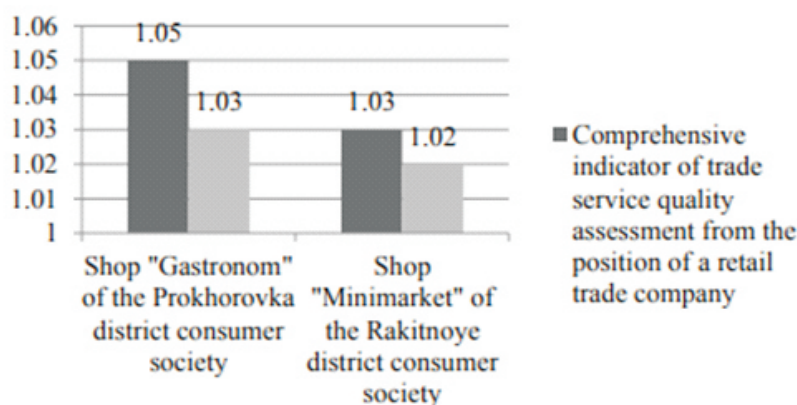 1.06
1.05
1.04
1.03
1.02
1.01
1
1.05
1.03
1.03
1.02
Shop "Gastronom"
of the Prokhorovka
district consumer
society
Shop
"Minimarket" of
the Rakitnoye
district consumer
society
Comprehensive
indicator of trade
service quality
assessment from the
position of a retail
trade company